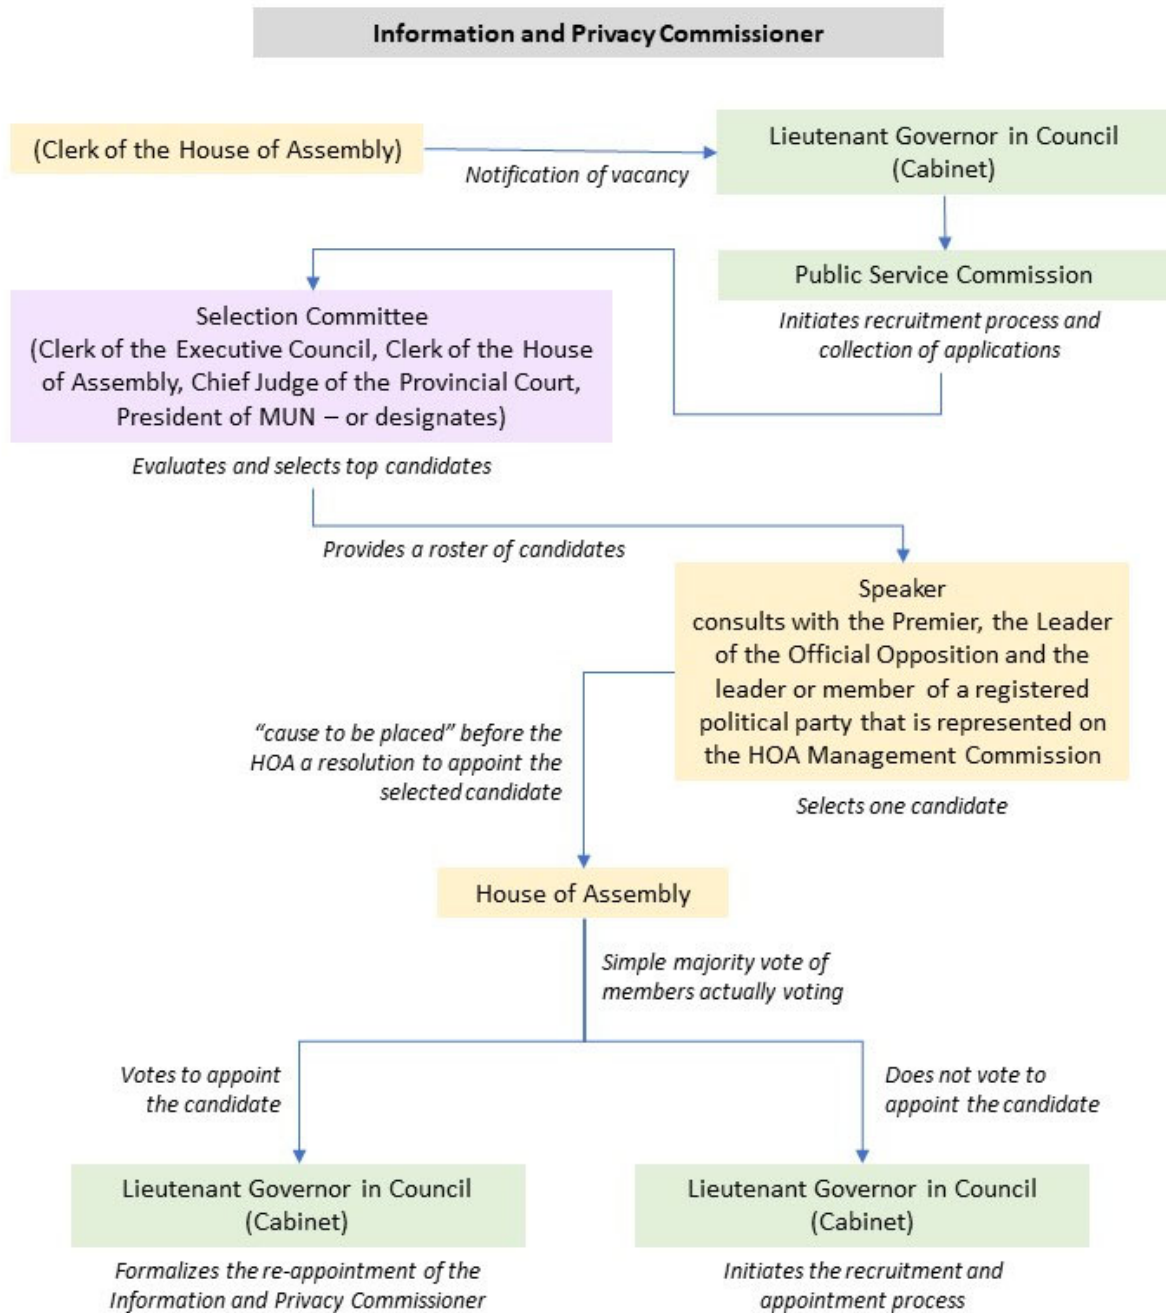 Information and Privacy Commissioner
(Clerk of the House of Assembly)
Notification of vacancy
Lieutenant Governor in Council
(Cabinet)
Public Service Commission
Initiates recruitment process and
collection of applications
Selection Committee
(Clerk of the Executive Council, Clerk of the House
of Assembly, Chief Judge of the Provincial Court,
President of MUN – or designates)
Evaluates and selects top candidates
Provides a roster of candidates
Speaker
consults with the Premier, the Leader
of the Official Opposition and the
leader or member of a registered
political party that is represented on
the HOA Management Commission
Selects one candidate
“cause to be placed” before the
HOA a resolution to appoint the
selected candidate
House of Assembly
Simple majority vote of
members actually voting
Votes to appoint
the candidate
Does not vote to
appoint the candidate
Lieutenant Governor in Council
(Cabinet)
Formalizes the re-appointment of the
Information and Privacy Commissioner
Lieutenant Governor in Council
(Cabinet)
Initiates the recruitment and
appointment process